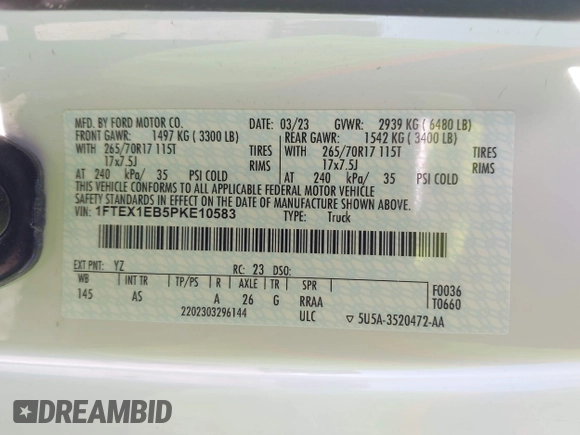 MFD. BY FORD MOTOR CO.
DATE: 03/23 GVWR: 2939 KG ( 6480 LB)
FRONT GAWR: 1497 KG ( 3300 LB) REAR GAWR: 1542 KG ( 3400 LB)
WITH 265/70R17 115T TIRES WITH 265/70R17 115T TIRES
17x7.5J RIMS 17x7.5J RIMS
AT 240 kPa/ 35 PSI COLD AT 240 kPa/ 35 PSI COLD
THIS VEHICLE CONFORMS TO ALL APPLICABLE FEDERAL MOTOR VEHICLE
SAFETY STANDARDS IN EFFECT ON THE DATE OF MANUFACTURE SHOWN ABOVE.
VIN: 1FTEX1EB5PKE10583 TYPE: Truck
EXT PNT: YZ RC: 23 DSO:
WB INT TR TP/PS R AXLE TR SPR F0036
145 AS A 26 G RRAA T0660
2202303296144 ULC ▽ 5U5A-3520472-AA
DREAMBID